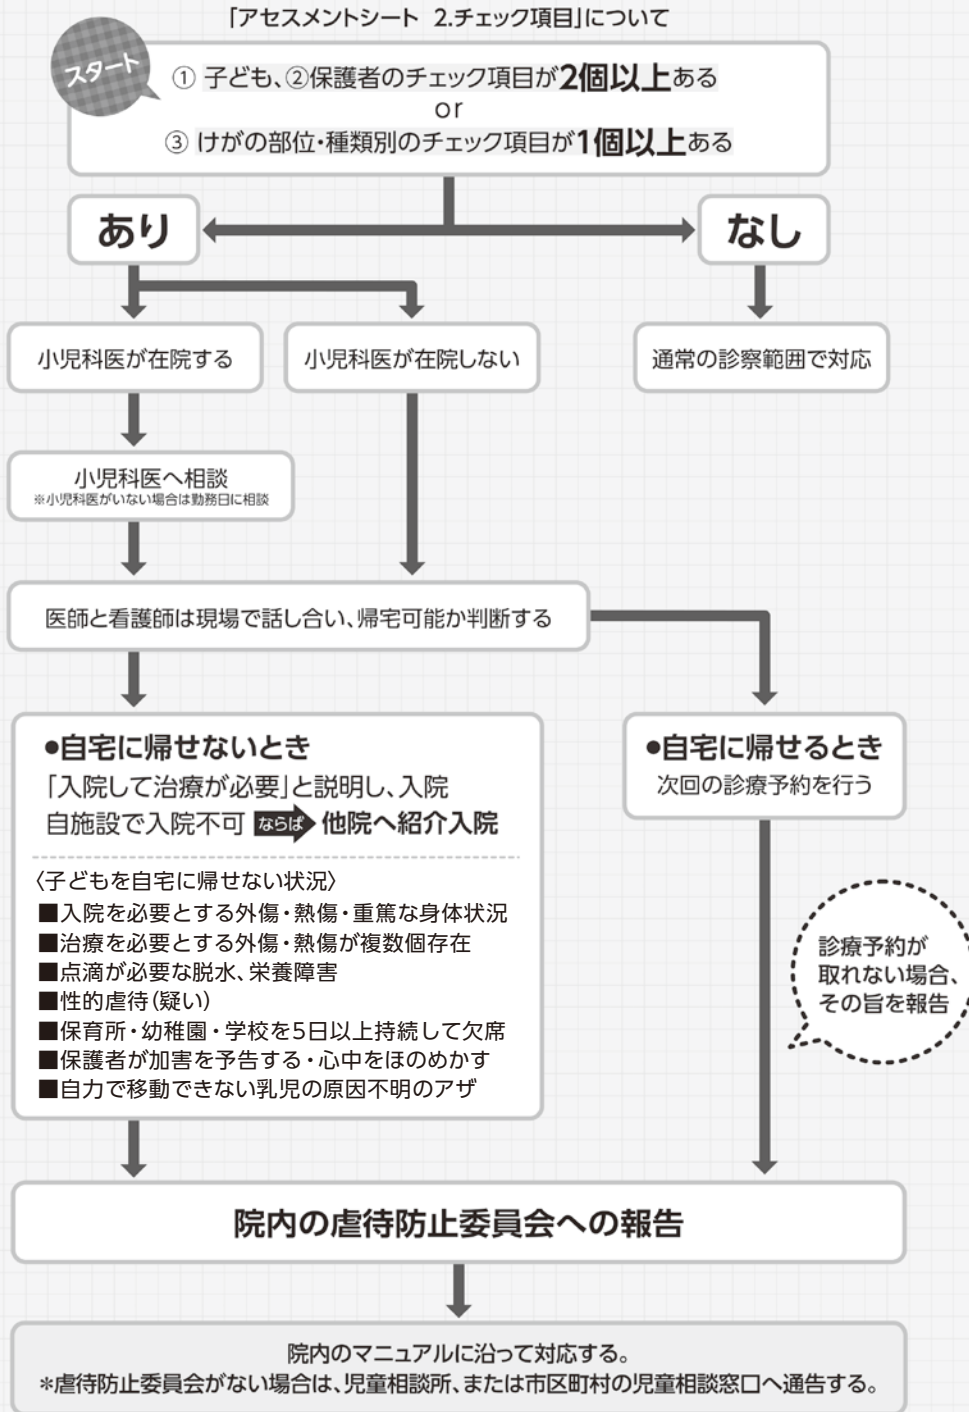 「アセスメントシート 2.チェック項目」について
スタート
① 子ども、②保護者のチェック項目が2個以上ある
or
③ けがの部位・種類別のチェック項目が1個以上ある
あり
なし
小児科医が在院する
小児科医が在院しない
通常の診察範囲で対応
小児科医へ相談
※小児科医がいない場合は勤務日に相談
医師と看護師は現場で話し合い、帰宅可能か判断する
●自宅に帰せないとき
「入院して治療が必要」と説明し、入院
自施設で入院不可 ならば 他院へ紹介入院
〈子どもを自宅に帰せない状況〉
■入院を必要とする外傷・熱傷・重篤な身体状況
■治療を必要とする外傷・熱傷が複数個存在
■点滴が必要な脱水、栄養障害
■性的虐待(疑い)
■保育所・幼稚園・学校を5日以上持続して欠席
■保護者が加害を予告する・心中をほのめかす
■自力で移動できない乳児の原因不明のアザ
●自宅に帰せるとき
次回の診療予約を行う
診療予約が
取れない場合、
その旨を報告
院内の虐待防止委員会への報告
院内のマニュアルに沿って対応する。
*虐待防止委員会がない場合は、児童相談所、または市区町村の児童相談窓口へ通告する。